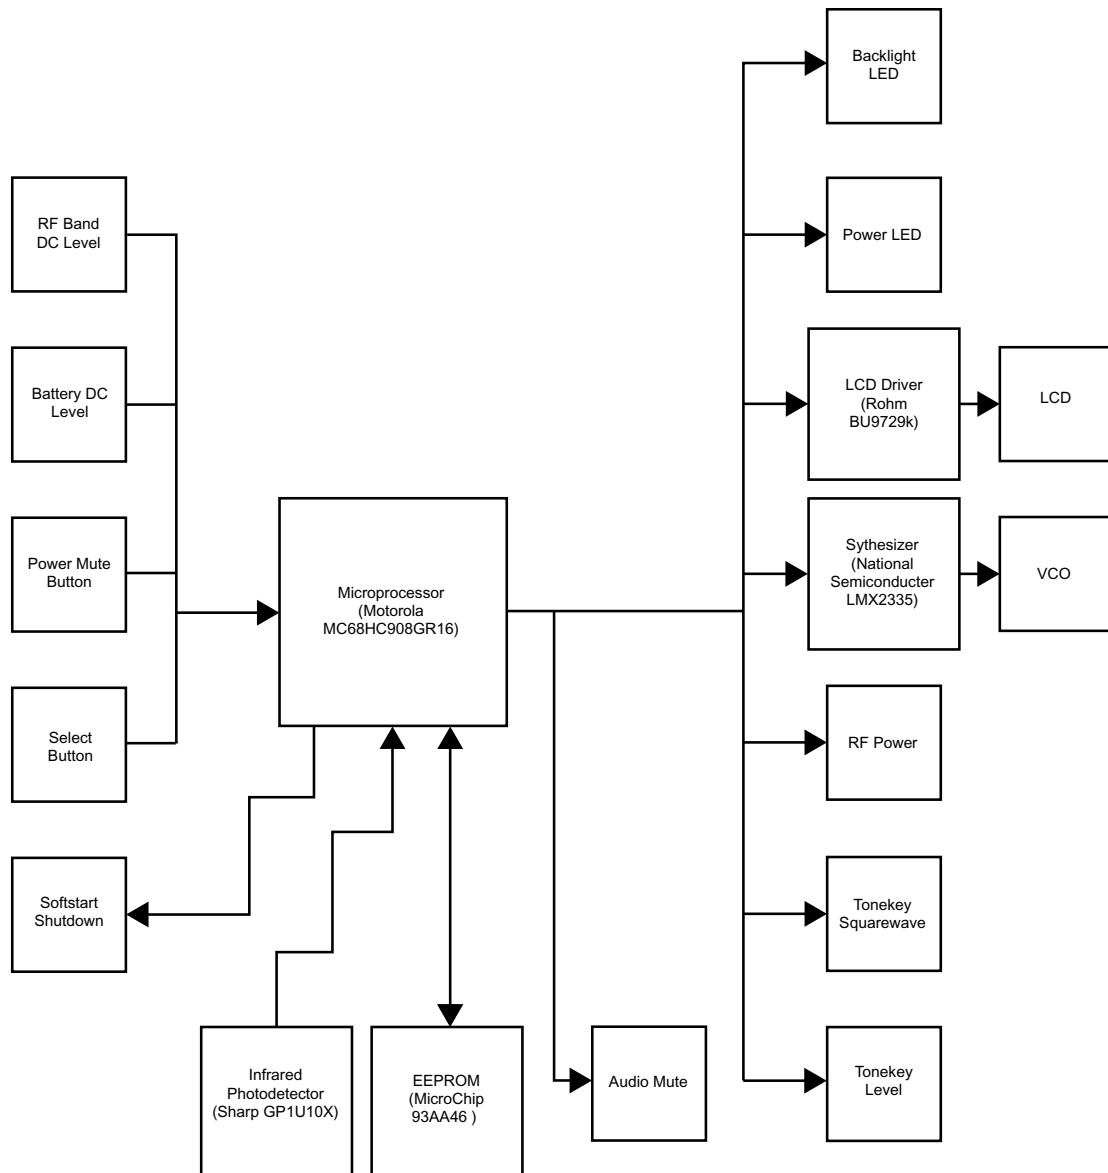 Backlight
LED
RF Band
DC Level
Power LED
Battery DC
Level
LCD Driver
(Rohm
BU9729k)
LCD
Power Mute
Button
Microprocessor
(Motorola
MC68HC908GR16)
Sythesizer
(National
Semiconducter
LMX2335)
VCO
Select
Button
RF Power
Softstart
Shutdown
Tonekey
Squarewave
Infrared
Photodetector
(Sharp GP1U10X)
EEPROM
(MicroChip
93AA46 )
Audio Mute
Tonekey
Level